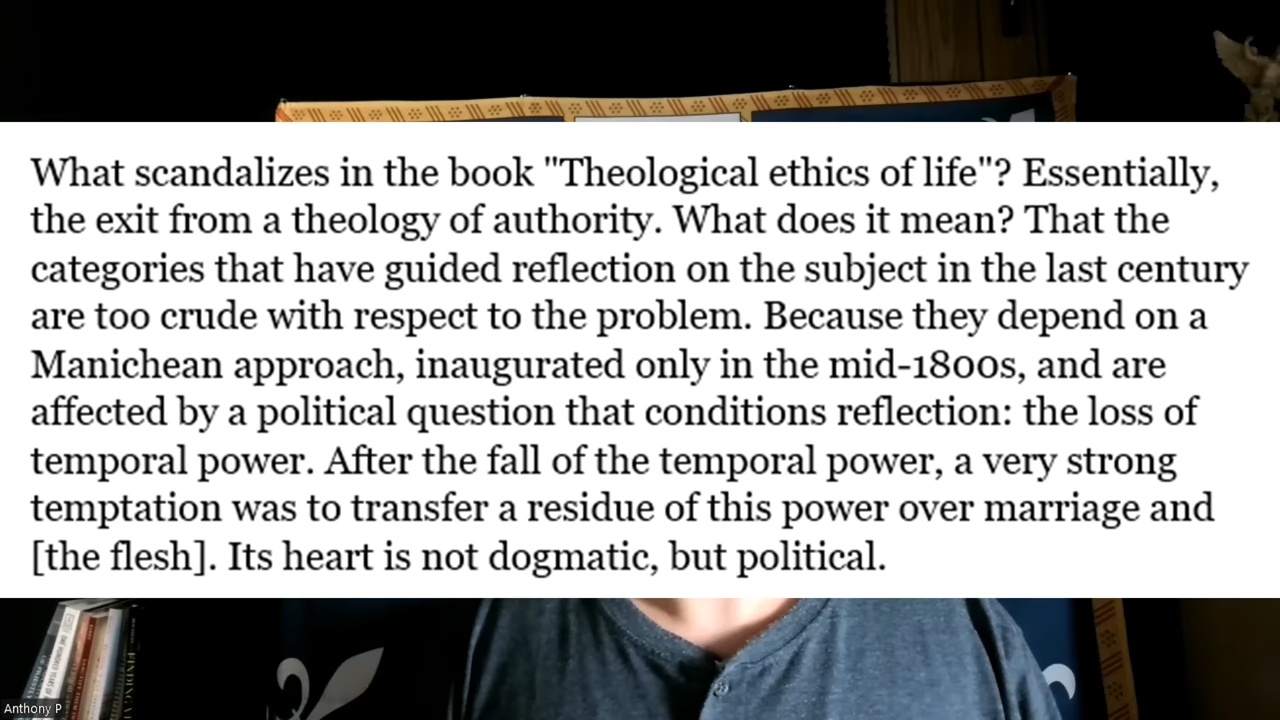 What scandalizes in the book "Theological ethics of life"? Essentially,
the exit from a theology of authority. What does it mean? That the
categories that have guided reflection on the subject in the last century
are too crude with respect to the problem. Because they depend on a
Manichean approach, inaugurated only in the mid-1800s, and are
affected by a political question that conditions reflection: the loss of
temporal power. After the fall of the temporal power, a very strong
temptation was to transfer a residue of this power over marriage and
[the flesh]. Its heart is not dogmatic, but political.
Anthony P